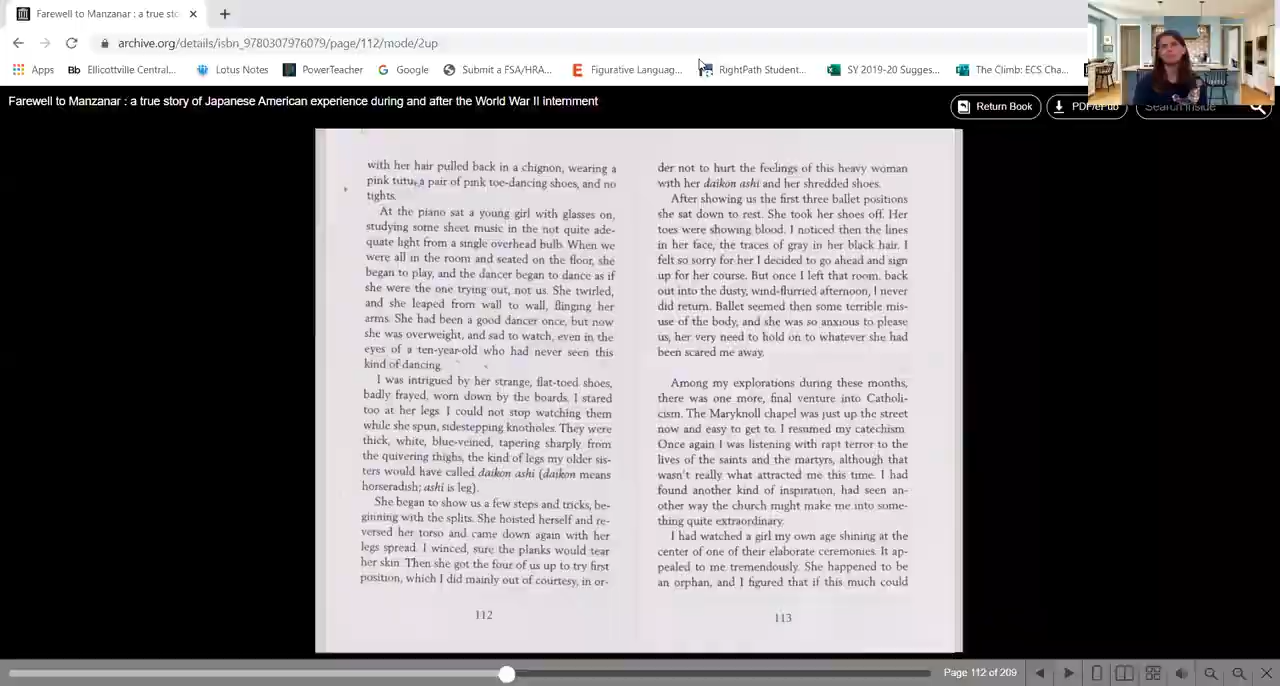 Farewell to Manzanar : a true sto
archive.org/details/isbn_9780307976079/page/112/mode/2up
Apps
Bb Ellicottville Central...
Lotus Notes
PowerTeacher
G Google
Submit a FSA/HRA...
E Figurative Languag...
RightPath Student...
SY 2019-20 Sugges...
The Climb: ECS Cha...
Farewell to Manzanar : a true story of Japanese American experience during and after the World War II internment
Return Book
PDF/ePub
Search inside
with her hair pulled back in a chignon, wearing a
pink tutu, a pair of pink toe-dancing shoes, and no
tights.
At the piano sat a young girl with glasses on,
studying some sheet music in the not quite ade-
quate light from a single overhead bulb. When we
were all in the room and seated on the floor, she
began to play, and the dancer began to dance as if
she were the one trying out, not us. She twirled,
and she leaped from wall to wall, flinging her
arms. She had been a good dancer once, but now
she was overweight, and sad to watch, even in the
eyes of a ten-year-old who had never seen this
kind of dancing.
I was intrigued by her strange, flat-toed shoes,
badly frayed, worn down by the boards. I stared
too at her legs. I could not stop watching them
while she spun, sidestepping knotholes. They were
thick, white, blue-veined, tapering sharply from
the quivering thighs, the kind of legs my older sis-
ters would have called daikon ashi (daikon means
horseradish; ashi is leg).
She began to show us a few steps and tricks, be-
ginning with the splits. She hoisted herself and re-
versed her torso and came down again with her
legs spread. I winced, sure the planks would tear
her skin. Then she got the four of us up to try first
position, which I did mainly out of courtesy, in or-
112
der not to hurt the feelings of this heavy woman
with her daikon ashi and her shredded shoes.
After showing us the first three ballet positions
she sat down to rest. She took her shoes off. Her
toes were showing blood. I noticed then the lines
in her face, the traces of gray in her black hair. I
felt so sorry for her I decided to go ahead and sign
up for her course. But once I left that room, back
out into the dusty, wind-flurried afternoon, I never
did return. Ballet seemed then some terrible mis-
use of the body, and she was so anxious to please
us, her very need to hold on to whatever she had
been scared me away.
Among my explorations during these months,
there was one more, final venture into Catholi-
cism. The Maryknoll chapel was just up the street
now and easy to get to. I resumed my catechism.
Once again I was listening with rapt terror to the
lives of the saints and the martyrs, although that
wasn't really what attracted me this time. I had
found another kind of inspiration, had seen an-
other way the church might make me into some-
thing quite extraordinary.
I had watched a girl my own age shining at the
center of one of their elaborate ceremonies. It ap-
pealed to me tremendously. She happened to be
an orphan, and I figured that if this much could
113
Page 112 of 209